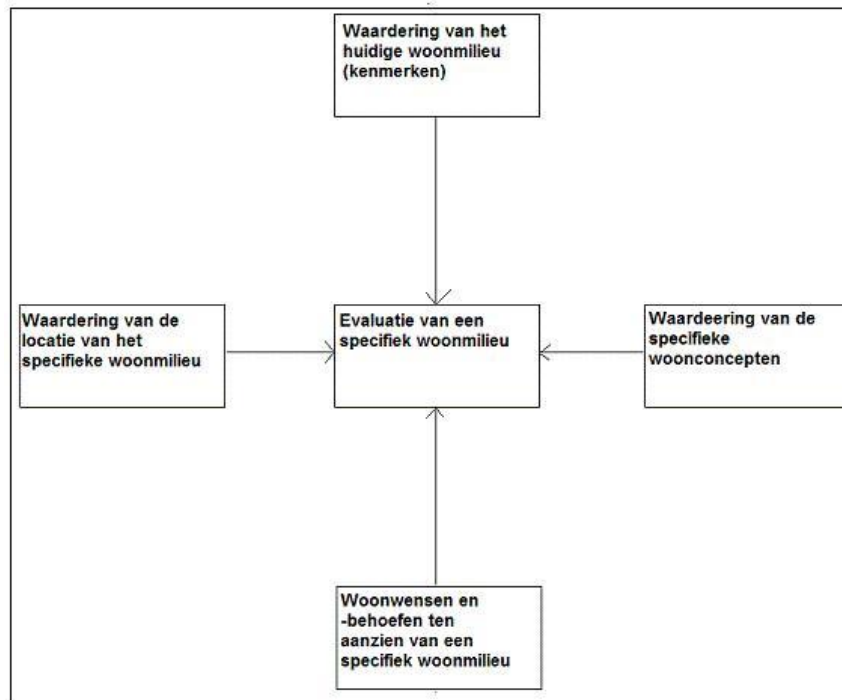 Waardering van het
huidige woonmilieu
(kenmerken)
Waardering van de
locatie van het
specifieke woonmilieu
Evaluatie van een
specifiek woonmilieu
Waardeering van de
specifieke
woonconcepten
Woonwensen en
-behoefen ten
aanzien van een
specifiek woonmilieu